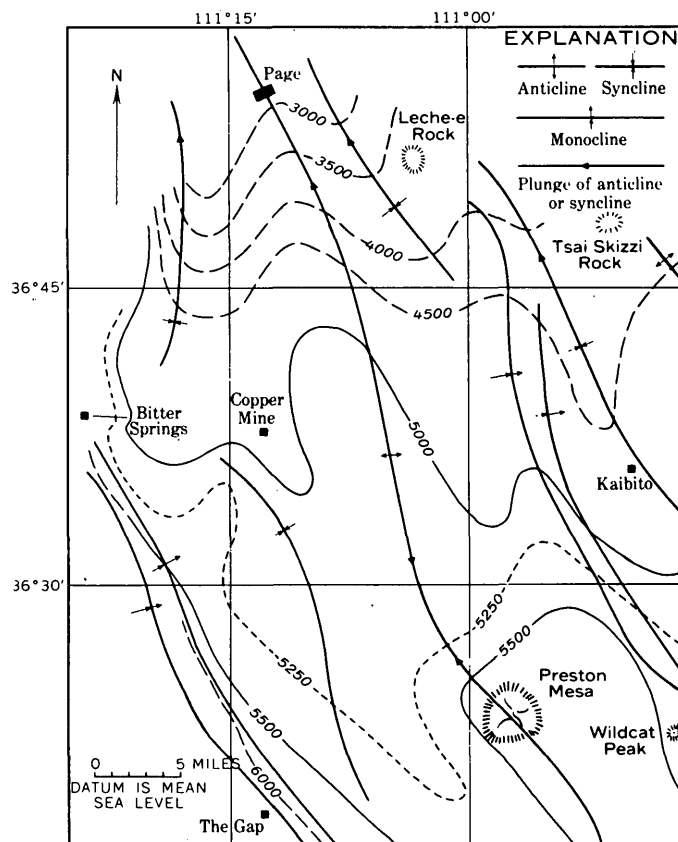 111°15'
111°00'
EXPLANATION
Anticline
Syncline
Monocline
Plunge of anticline
or syncline
N
Page
Leche-e
Rock
Tsai Skizzi
Rock
3000
3500
4000
4500
36°45'
Bitter
Springs
Copper
Mine
5000
Kaibito
36°30'
5250
5250
5500
Preston
Mesa
Wildcat
Peak
5500
6000
0 5 MILES
DATUM IS MEAN
SEA LEVEL
The Gap